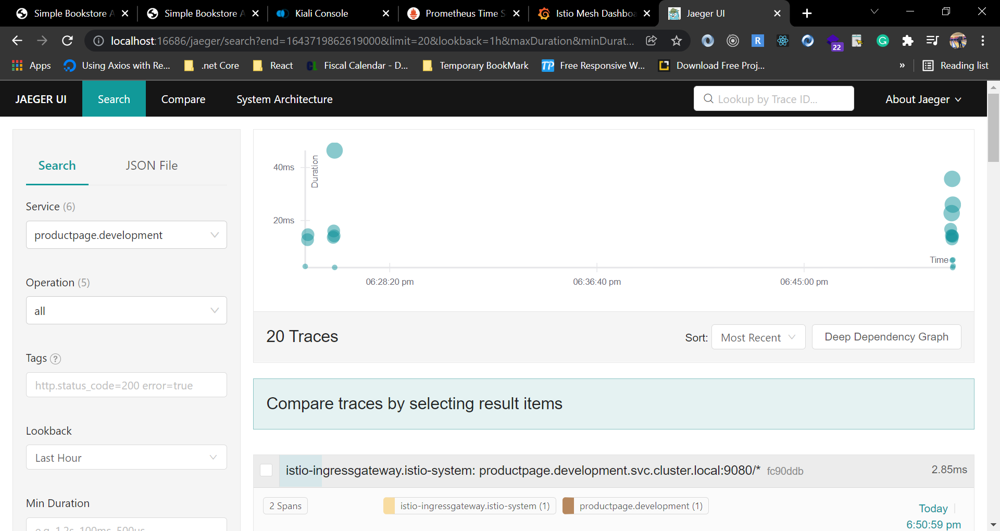 Simple Bookstore A
Simple Bookstore A
Kiali Console
Prometheus Time S
Istio Mesh Dashboa
Jaeger UI
localhost:16686/jaeger/search?end=1643719862619000&limit=20&lookback=1h&maxDuration&minDurat...
R
22
G
Apps
Using Axios with Re...
.net Core
React
CL
Fiscal Calendar - D...
Temporary BookMark
TP
Free Responsive W...
Download Free Proj...
»
Reading list
JAEGER UI
Search
Compare
System Architecture
Lookup by Trace ID...
About Jaeger
Search
JSON File
Service (6)
productpage.development
Operation (5)
all
Tags ?
http.status_code=200 error=true
Lookback
Last Hour
Min Duration
e.g. 1.2s, 100ms, 500us
40ms
Duration
20ms
Time
06:28:20 pm
06:36:40 pm
06:45:00 pm
20 Traces
Sort:
Most Recent
Deep Dependency Graph
Compare traces by selecting result items
istio-ingressgateway.istio-system: productpage.development.svc.cluster.local:9080/* fc90ddb
2.85ms
2 Spans
istio-ingressgateway.istio-system (1)
productpage.development (1)
Today
6:50:59 pm